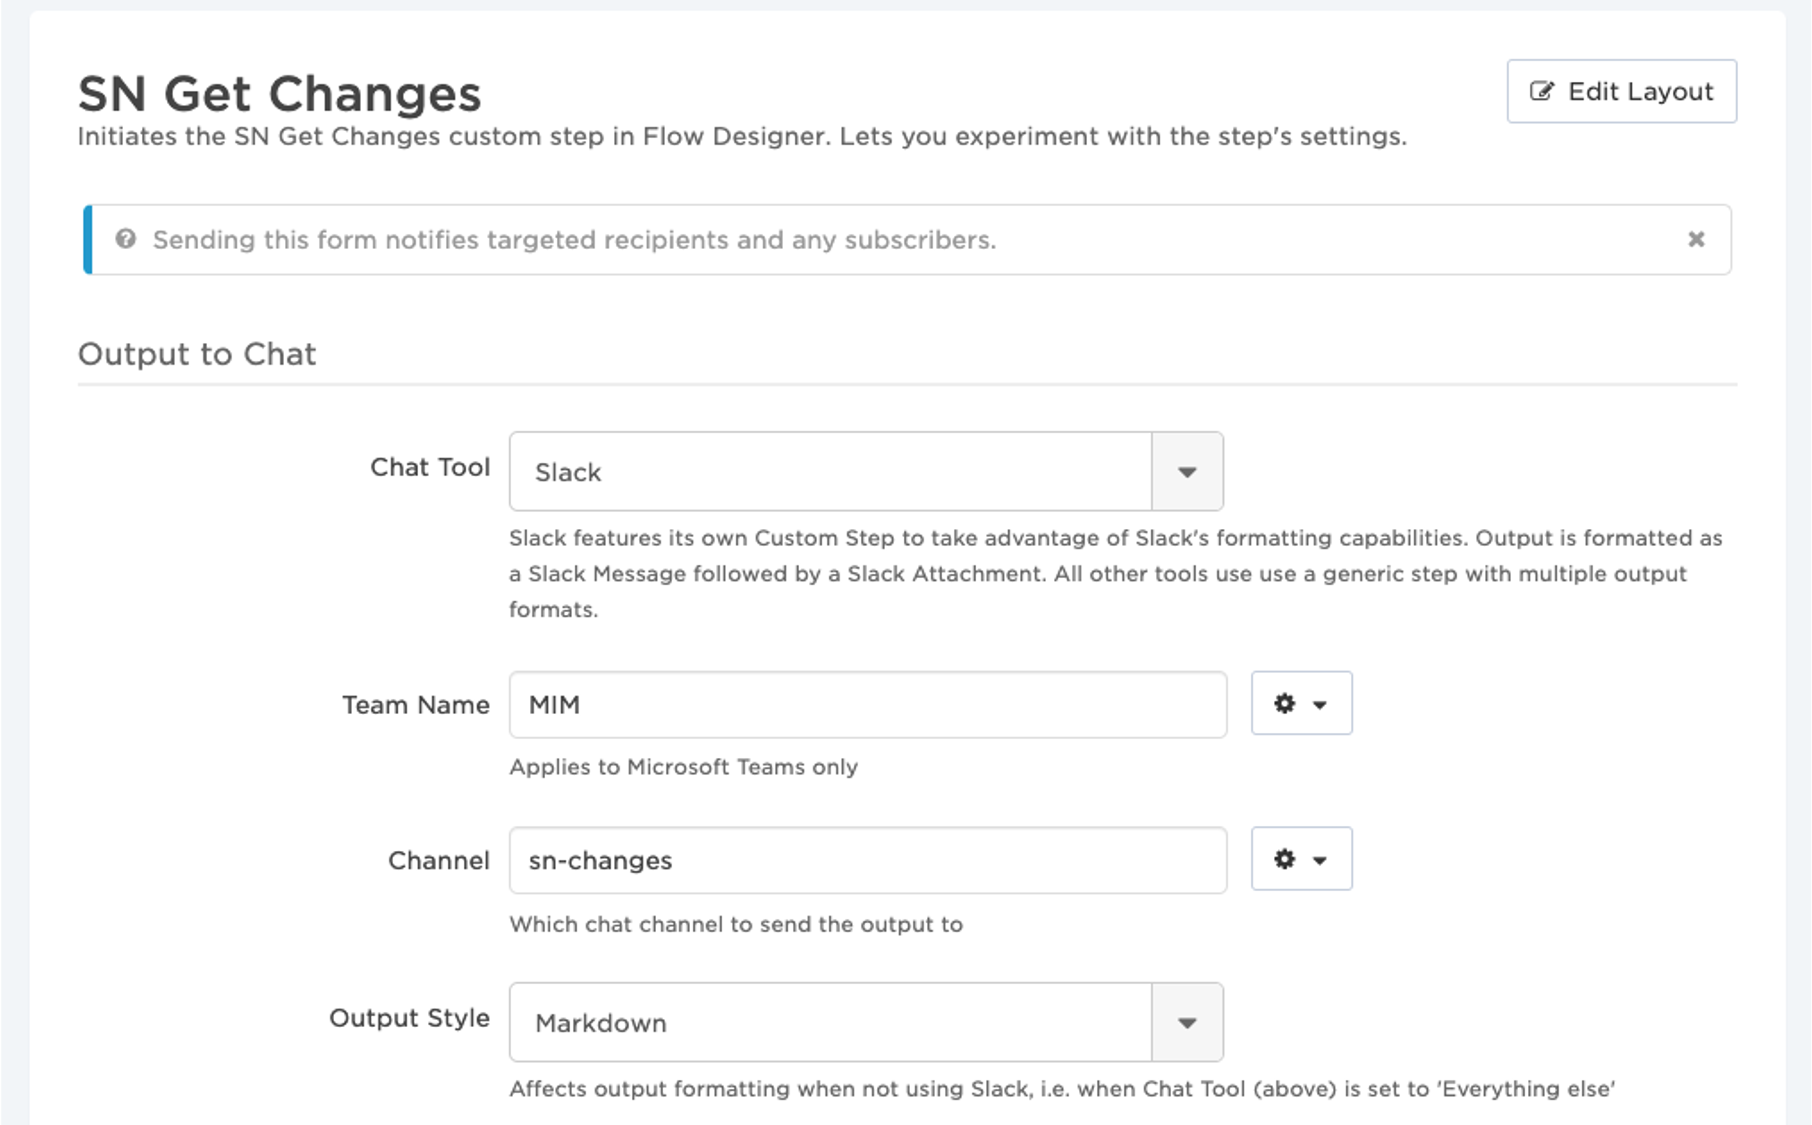 SN Get Changes
Edit Layout
Initiates the SN Get Changes custom step in Flow Designer. Lets you experiment with the step's settings.
Sending this form notifies targeted recipients and any subscribers.
Output to Chat
Chat Tool
Slack
Slack features its own Custom Step to take advantage of Slack's formatting capabilities. Output is formatted as
a Slack Message followed by a Slack Attachment. All other tools use use a generic step with multiple output
formats.
Team Name
MIM
Applies to Microsoft Teams only
Channel
sn-changes
Which chat channel to send the output to
Output Style
Markdown
Affects output formatting when not using Slack, i.e. when Chat Tool (above) is set to 'Everything else'